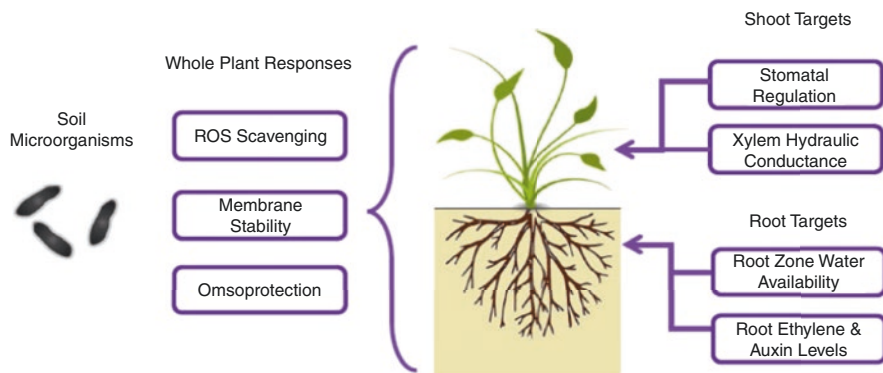 Soil
Microorganisms
Whole Plant Responses
ROS Scavenging
Membrane
Stability
Omsoprotection
Shoot Targets
Stomatal
Regulation
Xylem Hydraulic
Conductance
Root Targets
Root Zone Water
Availability
Root Ethylene &
Auxin Levels